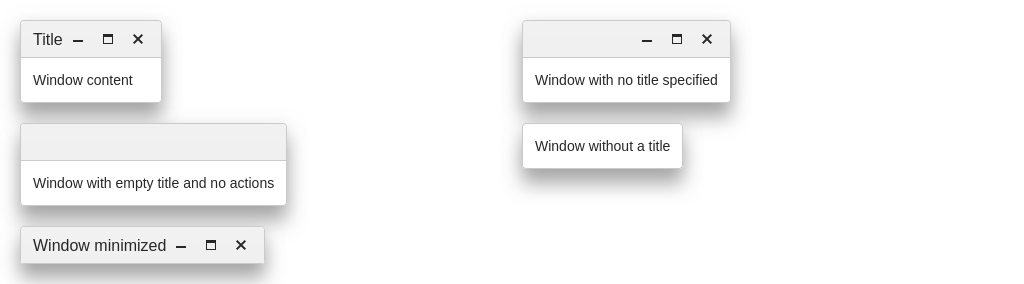 Title
Window content
Window with no title specified
Window with empty title and no actions
Window without a title
Window minimized